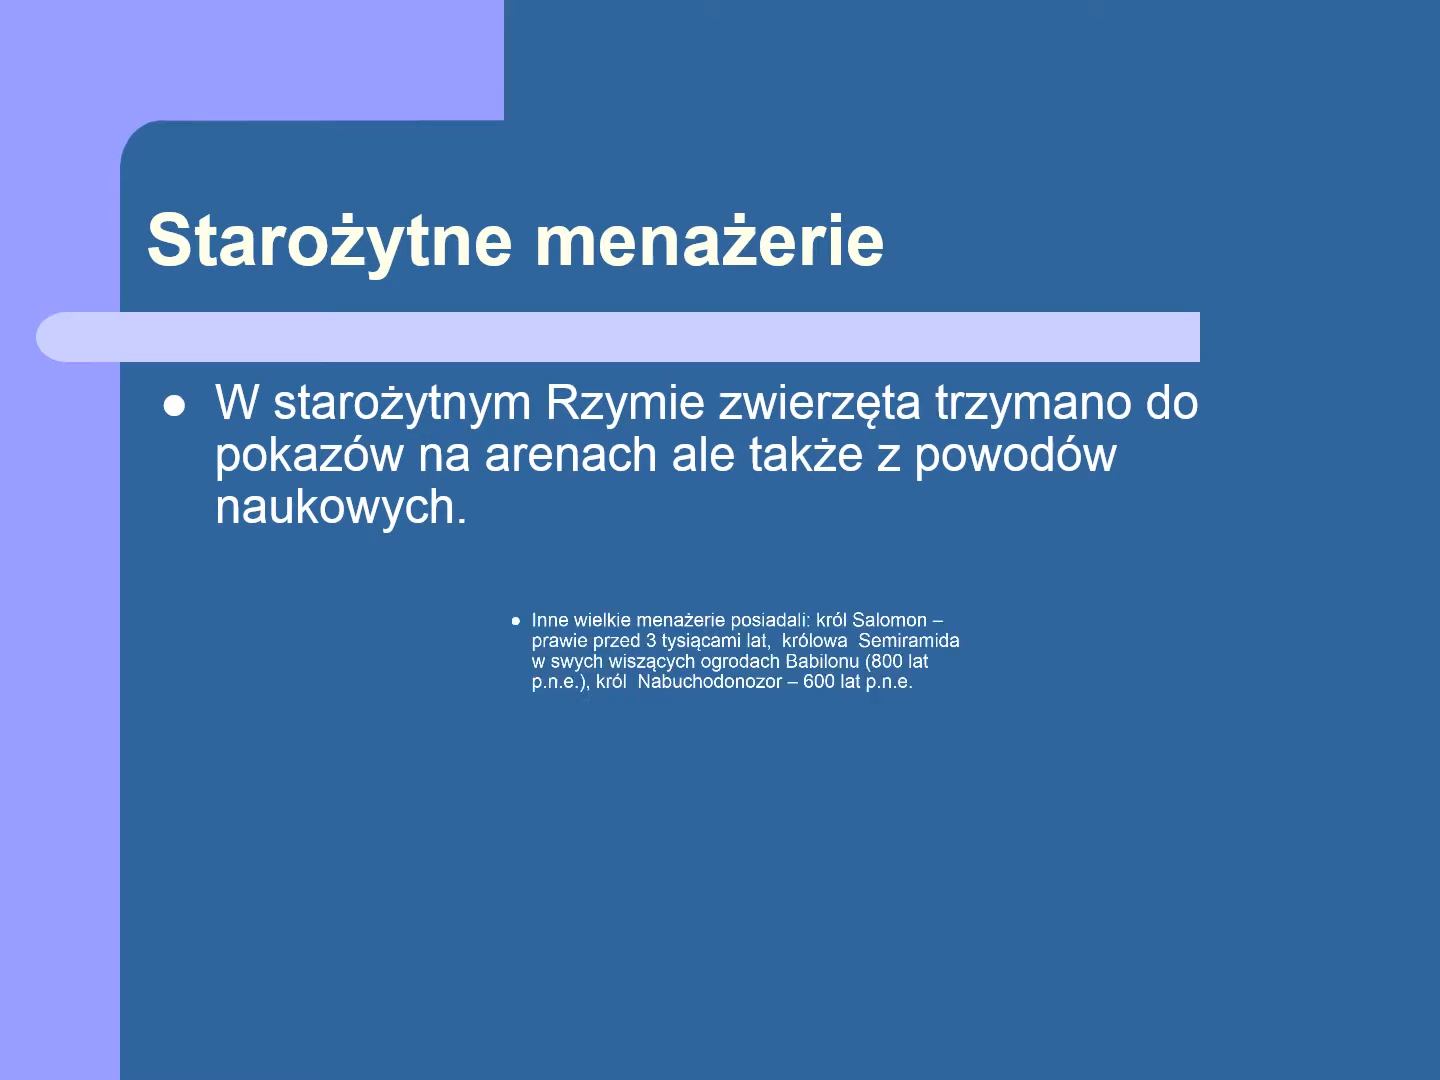 Starożytne menażerie
● W starożytnym Rzymie zwierzęta trzymano do
pokazów na arenach ale także z powodów
naukowych.
● Inne wielkie menażerie posiadali: król Salomon –
prawie przed 3 tysiącami lat,  królowa  Semiramida
w swych wiszących ogrodach Babilonu (800 lat
p.n.e.), król  Nabuchodonozor – 600 lat p.n.e.